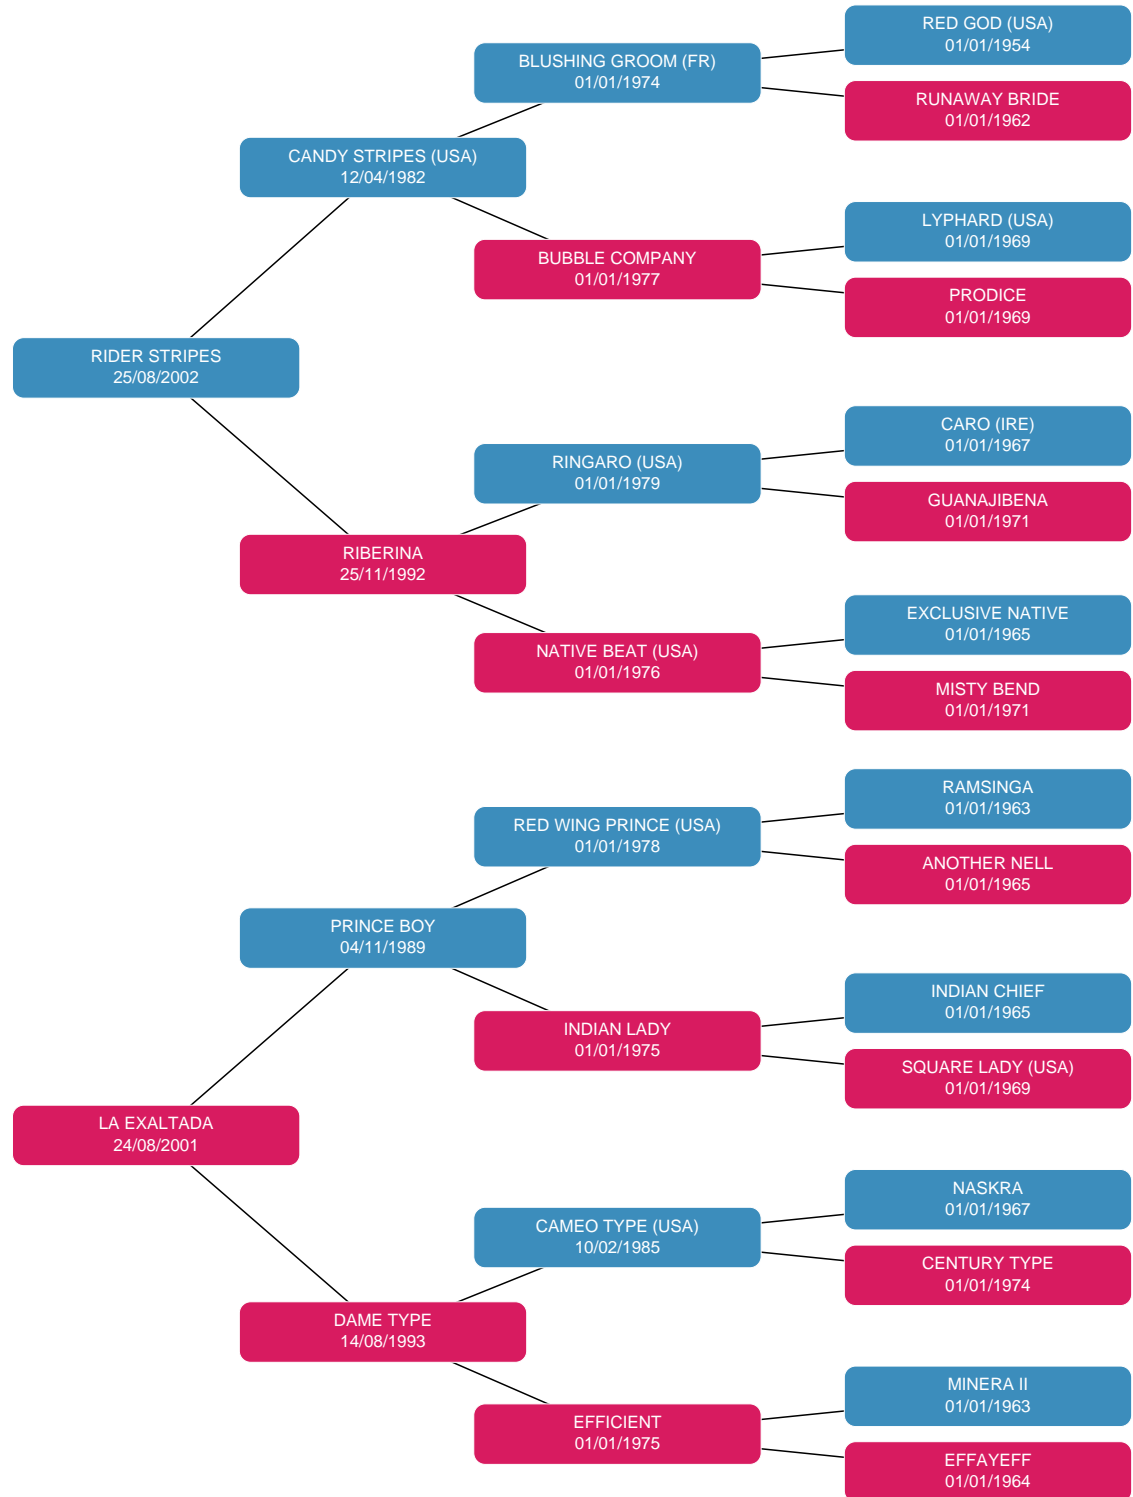 RED GOD (USA)
01/01/1954
BLUSHING GROOM (FR)
01/01/1974
RUNAWAY BRIDE
01/01/1962
CANDY STRIPES (USA)
12/04/1982
LYPHARD (USA)
01/01/1969
BUBBLE COMPANY
01/01/1977
PRODICE
01/01/1969
RIDER STRIPES
25/08/2002
CARO (IRE)
01/01/1967
RINGARO (USA)
01/01/1979
GUANAJIBENA
01/01/1971
RIBERINA
25/11/1992
EXCLUSIVE NATIVE
01/01/1965
NATIVE BEAT (USA)
01/01/1976
MISTY BEND
01/01/1971
RAMSINGA
01/01/1963
RED WING PRINCE (USA)
01/01/1978
ANOTHER NELL
01/01/1965
PRINCE BOY
04/11/1989
INDIAN CHIEF
01/01/1965
INDIAN LADY
01/01/1975
SQUARE LADY (USA)
01/01/1969
LA EXALTADA
24/08/2001
NASKRA
01/01/1967
CAMEO TYPE (USA)
10/02/1985
CENTURY TYPE
01/01/1974
DAME TYPE
14/08/1993
MINERA II
01/01/1963
EFFICIENT
01/01/1975
EFFAYEFF
01/01/1964